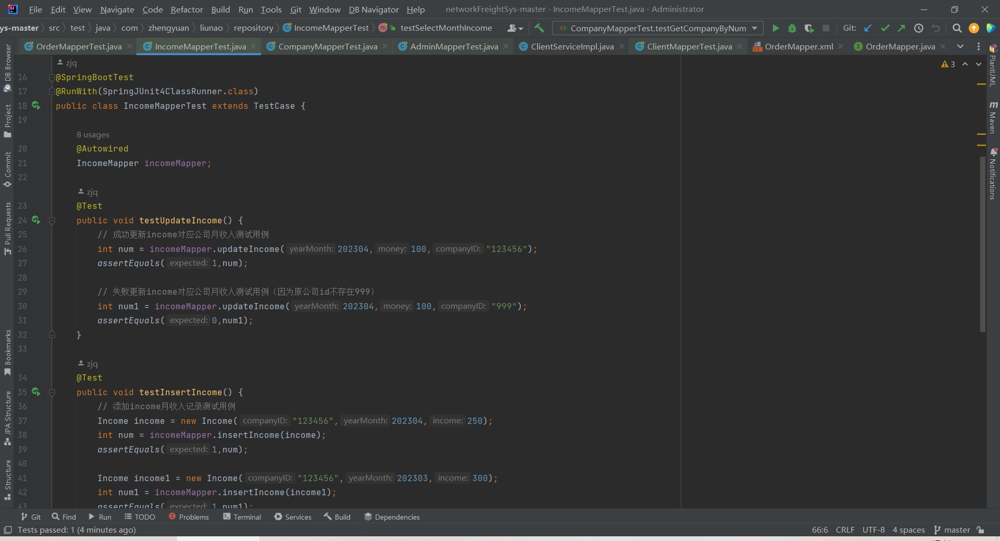 File Edit View Navigate Code Refactor Build Run Tools Git Window DB Navigator Help networkFreightSys-master - IncomeMapperTest.java - Administrator
ys-master src test java com zhengyuan liunao repository IncomeMapperTest testSelectMonthIncome CompanyMapperTest.testGetCompanyByNum Git:
OrderMapperTest.java IncomeMapperTest.java CompanyMapperTest.java AdminMapperTest.java ClientServiceImpl.java ClientMapperTest.java OrderMapper.xml OrderMapper.java
DB Browser
Project
Commit
Pull Requests
Bookmarks
JPA Structure
Structure
zjq
3
16 @SpringBootTest
17 @RunWith(SpringJUnit4ClassRunner.class)
18 public class IncomeMapperTest extends TestCase {
19
8 usages
20 @Autowired
21 IncomeMapper incomeMapper;
22
zjq
23 @Test
24 public void testUpdateIncome() {
25 // 成功更新income对应公司月收入测试用例
26 int num = incomeMapper.updateIncome( yearMonth: 202304, money: 100, companyID: "123456");
27 assertEquals( expected: 1,num);
28
29 // 失败更新income对应公司月收入测试用例（因为原公司id不存在999）
30 int num1 = incomeMapper.updateIncome( yearMonth: 202304, money: 100, companyID: "999");
31 assertEquals( expected: 0,num1);
32 }
33
zjq
34 @Test
35 public void testInsertIncome() {
36 // 添加income月收入记录测试用例
37 Income income = new Income( companyID: "123456", yearMonth: 202304, income: 250);
38 int num = incomeMapper.insertIncome(income);
39 assertEquals( expected: 1,num);
40
41 Income income1 = new Income( companyID: "123456", yearMonth: 202303, income: 300);
42 int num1 = incomeMapper.insertIncome(income1);
43 assertEquals( expected: 1,num1);
PlantUML
m Maven
Notifications
Git Find Run TODO Problems Terminal Services Build Dependencies
Tests passed: 1 (4 minutes ago) 66:6 CRLF UTF-8 4 spaces master